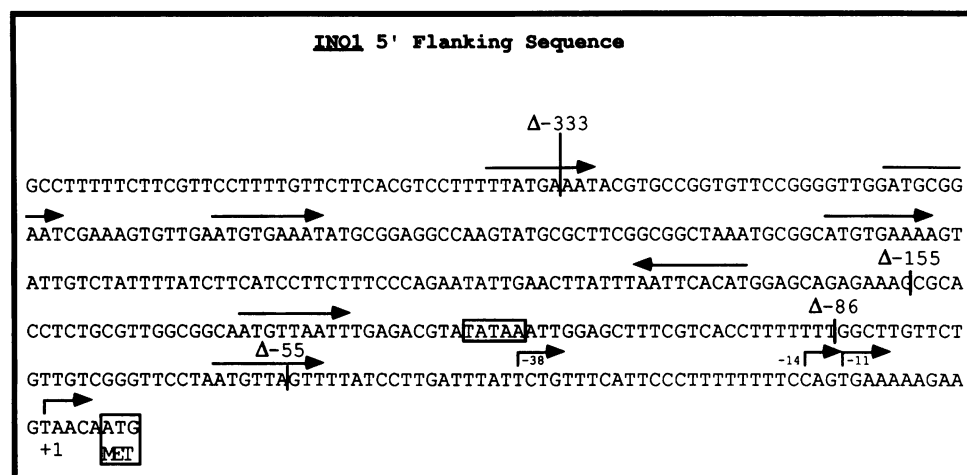 INO1 5' Flanking Sequence
Δ-333
GCCTTTTTCTTCGTTCCTTTTGTTCTTCACGTCCTTTTTATGAAATACGTGCCGGTGTTCCGGGGTTGGATGCGG
AATCGAAAGTGTTGAATGTGAAATATGCGGAGGCCAAGTATGCGCTTCGGCGGCTAAATGCGGCATGTGAAAAGT
Δ-155
ATTGTCTATTTTATCTTCATCCTTCTTTCCCAGAATATTGAACTTATTTAATTCACATGGAGCAGAGAAAGCGCA
Δ-86
CCTCTGCGTTGGCGGCAATGTTAATTTGAGACGTATATAAATTGGAGCTTTCGTCACCTTTTTTTGGCTTGTTCT
Δ-55 -38 -14 -11
GTTGTCGGGTTCCTAATGTTAGTTTTATCCTTGATTTATTCTGTTTCATTCCCTTTTTTTTCCAGTGAAAAAGAA
GTAACAATG
+1 MET